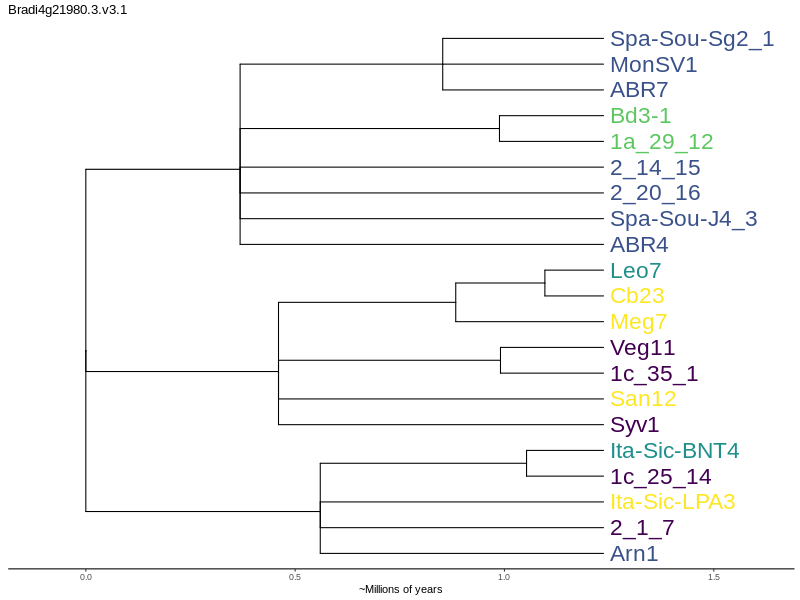 Bradi4g21980.3.v3.1
Spa-Sou-Sg2_1
MonSV1
ABR7
Bd3-1
1a_29_12
2_14_15
2_20_16
Spa-Sou-J4_3
ABR4
Leo7
Cb23
Meg7
Veg11
1c_35_1
San12
Syv1
Ita-Sic-BNT4
1c_25_14
Ita-Sic-LPA3
2_1_7
Arn1
0.0 0.5 1.0 1.5
~Millions of years